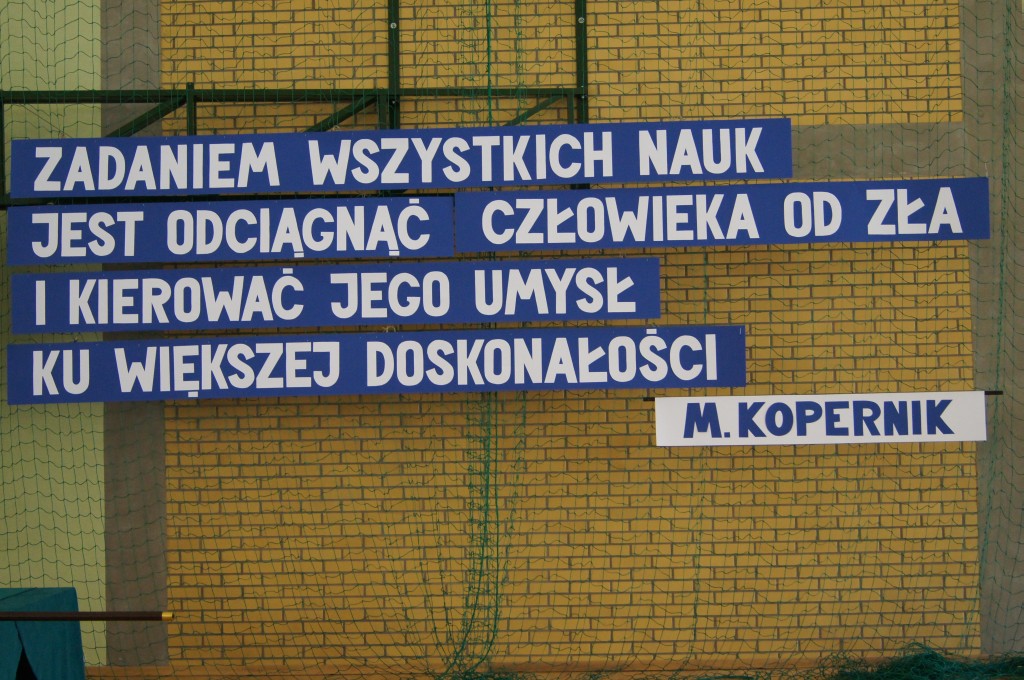 ZADANIEM WSZYSTKICH NAUK
JEST ODCIĄGNĄĆ CZŁOWIEKA OD ZŁA
I KIEROWAĆ JEGO UMYSŁ
KU WIĘKSZEJ DOSKONAŁOŚCI
M. KOPERNIK